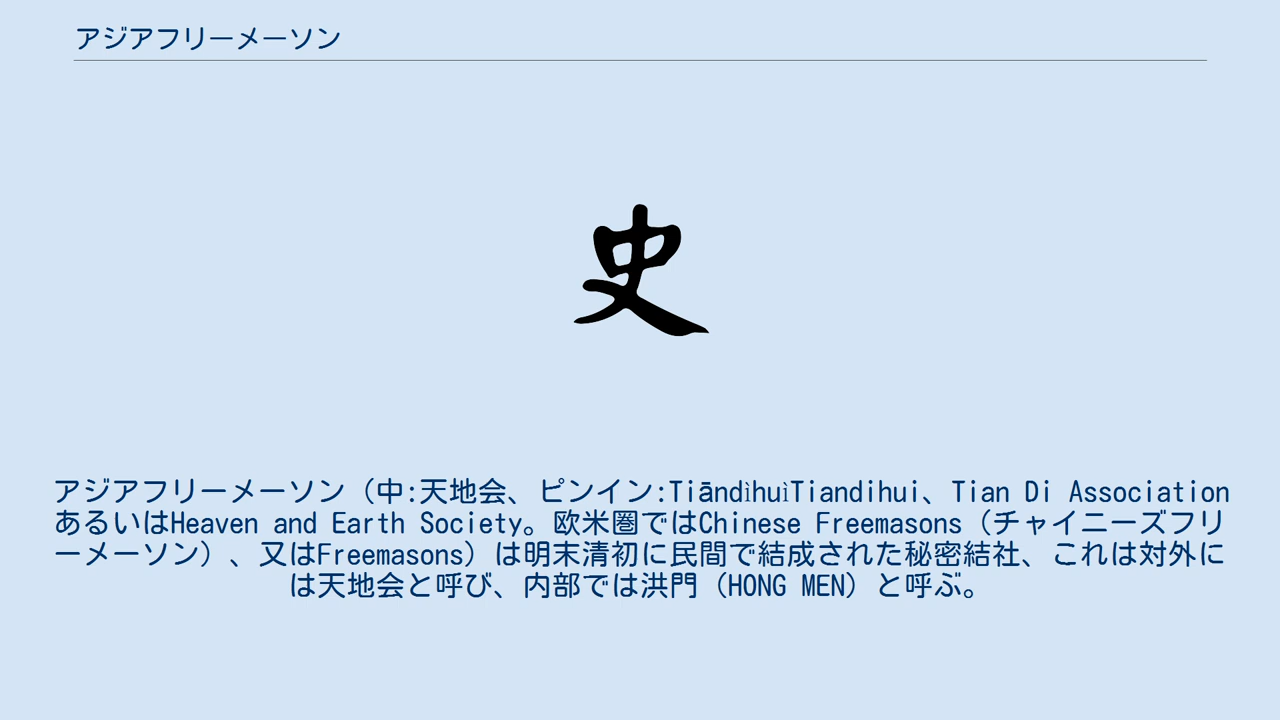 アジアフリーメーソン
史
アジアフリーメーソン（中:天地会、ピンイン:TiāndìhuìTiandihui、Tian Di Association
あるいはHeaven and Earth Society。欧米圏ではChinese Freemasons（チャイニーズフリ
ーメーソン）、又はFreemasons）は明末清初に民間で結成された秘密結社、これは対外に
は天地会と呼び、内部では洪門（HONG MEN）と呼ぶ。